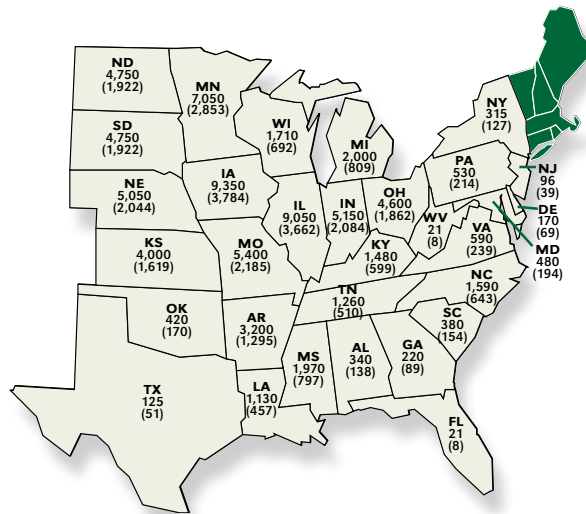 ND
4,750
(1,922)
MN
7,050
(2,853)
SD
4,750
(1,922)
WI
1,710
(692)
MI
2,000
(809)
NY
315
(127)
NE
5,050
(2,044)
IA
9,350
(3,784)
IL
9,050
(3,662)
IN
5,150
(2,084)
OH
4,600
(1,862)
PA
530
(214)
NJ
96
(39)
DE
170
(69)
MD
480
(194)
WV
21
(8)
VA
590
(239)
KS
4,000
(1,619)
MO
5,400
(2,185)
KY
1,480
(599)
NC
1,590
(643)
TN
1,260
(510)
OK
420
(170)
AR
3,200
(1,295)
SC
380
(154)
MS
1,970
(797)
AL
340
(138)
GA
220
(89)
TX
125
(51)
LA
1,130
(457)
FL
21
(8)